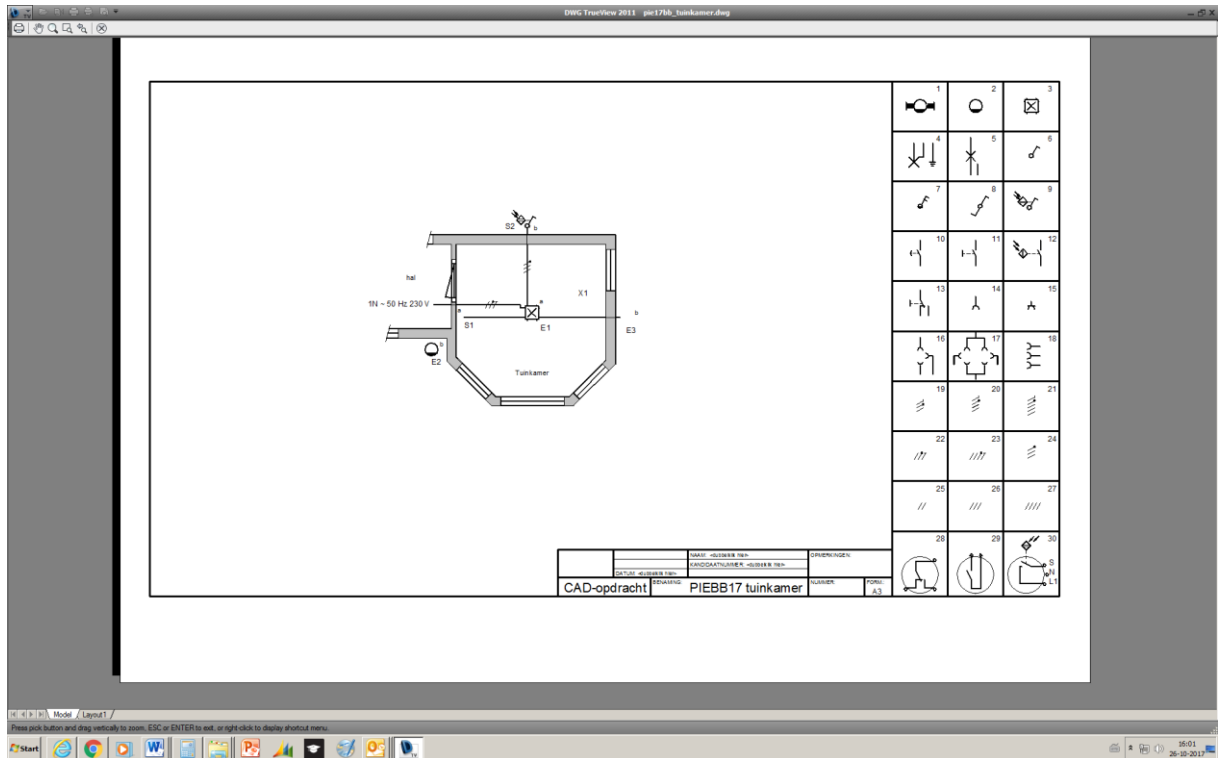 DWG TrueView 2011 pie17bb_tuinkamer.dwg
1 2 3
4 5 6
7 8 9
10 11 12
13 14 15
16 17 18
19 20 21
22 23 24
25 26 27
28 29 30
S
N
L1
S2 b
hal
1N ~ 50 Hz 230 V
a
a
X1
b
S1
E1
E3
b
E2
Tuinkamer
NAAM:
OPMERKINGEN:
KANDIDAATNUMMER:
DATUM:
CAD-opdracht
BENAMING:
PIEBB17 tuinkamer
NUMMER:
FORM.:
A3
Model Layout1
Press pick button and drag vertically to zoom. ESC or ENTER to exit, or right-click to display shortcut menu.
Start
16:01
26-10-2017